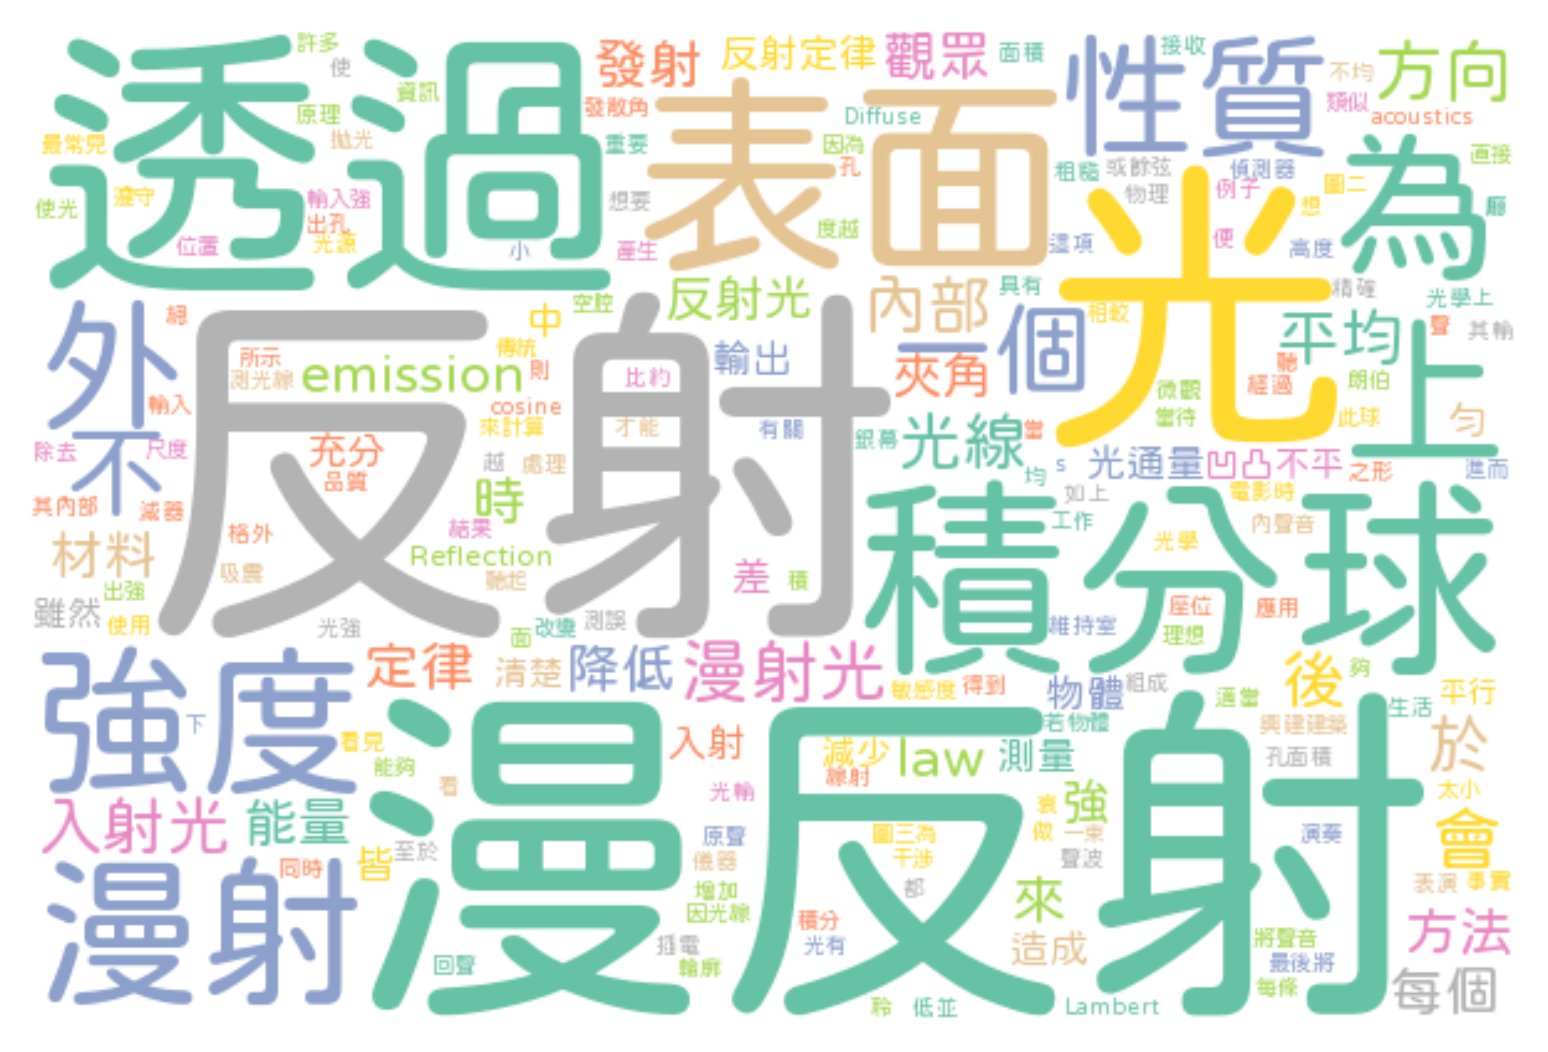 透過
許多
使
資訊
原理
拋光
最常見
遵守
使光
輸入強
出孔
光源
位置
小
發射
反射定律
觀眾
面積
發散角
Diffuse
重要
因為
孔
想要
度越
產生
表面
性質
接收
不均
方向
類似
acoustics
粗糙
或餘弦
物理
偵測器
例子
圖二
想
便
這項
高度
直接
為
廳
光
精確
光學上
聲
其輸
外
總
空腔
反射光
內部
具有
一個
相較
平均
上
反射
所示
測光線
emission
傳統
中
則
比約
輸出
夾角
聽
經過
朗伯
微觀
當待
此球
勻
輸入
cosine
來計算
才能
有關
銀幕
光線
當
均
s
光通量
凹凸不平
之形
進而
不
除去
尺度
充分
品質
越
處理
時
結果
其內部
減器
格外
材料
Reflection
吸震
聽起
差
積
積分球
如上
工作
電影時
內聲音
光學
座位
應用
理想
維持室
出強
使用
雖然
光強
面
改變
測誤
強度
下
定律
清楚
降低
漫射光
敏感度
得到
物體
組成
適當
後
夠
平行
生活
若物體
興建建築
孔面積
於
太小
看見
能夠
看
入射
減少
law
測量
線射
光輸
入射光
能量
漫反射
原聲
儀器
圖三為
干涉
都
衰
強
做
一束
聲波
演奏
會
表演
事實
漫射
同時
皆
至於
增加
因光線
積分
光有
插電
輪廓
回聲
來
造成
將聲音
最後將
每條
方法
每個
聆
低並
Lambert